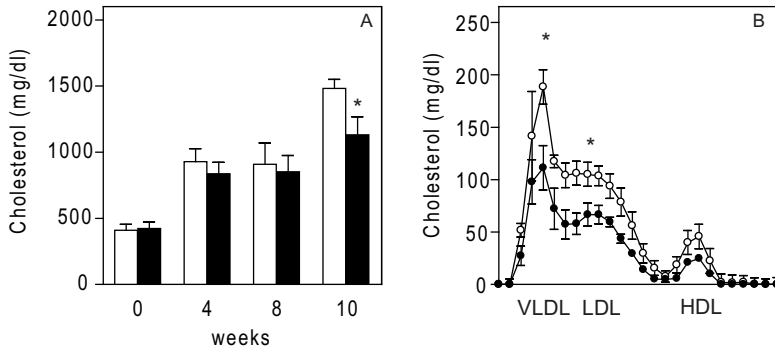 A
Cholesterol (mg/dl)
2000
1500
1000
500
0
*
0 4 8 10
weeks
B
Cholesterol (mg/dl)
250
200
150
100
50
0
*
*
VLDL LDL HDL